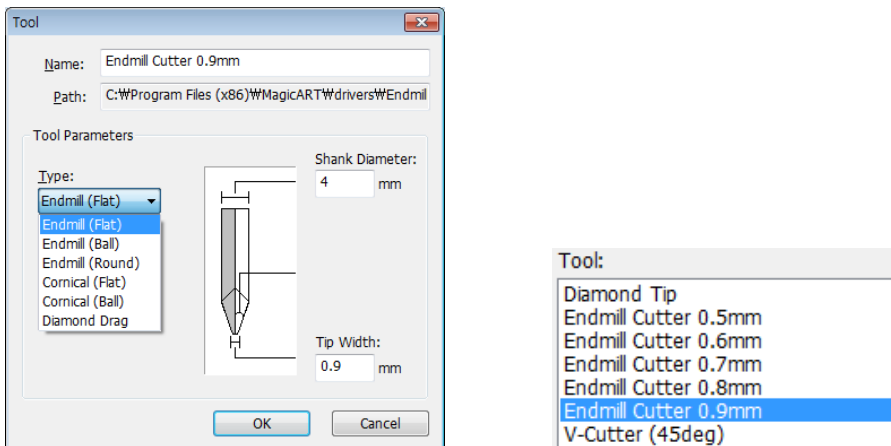 Tool
Name: Endmill Cutter 0.9mm
Path: C:₩Program Files (x86)₩MagicART₩drivers₩Endmil
Tool Parameters
Type:
Endmill (Flat)
Endmill (Flat)
Endmill (Ball)
Endmill (Round)
Cornical (Flat)
Cornical (Ball)
Diamond Drag
Shank Diameter:
4 mm
Tip Width:
0.9 mm
OK Cancel
Tool:
Diamond Tip
Endmill Cutter 0.5mm
Endmill Cutter 0.6mm
Endmill Cutter 0.7mm
Endmill Cutter 0.8mm
Endmill Cutter 0.9mm
V-Cutter (45deg)